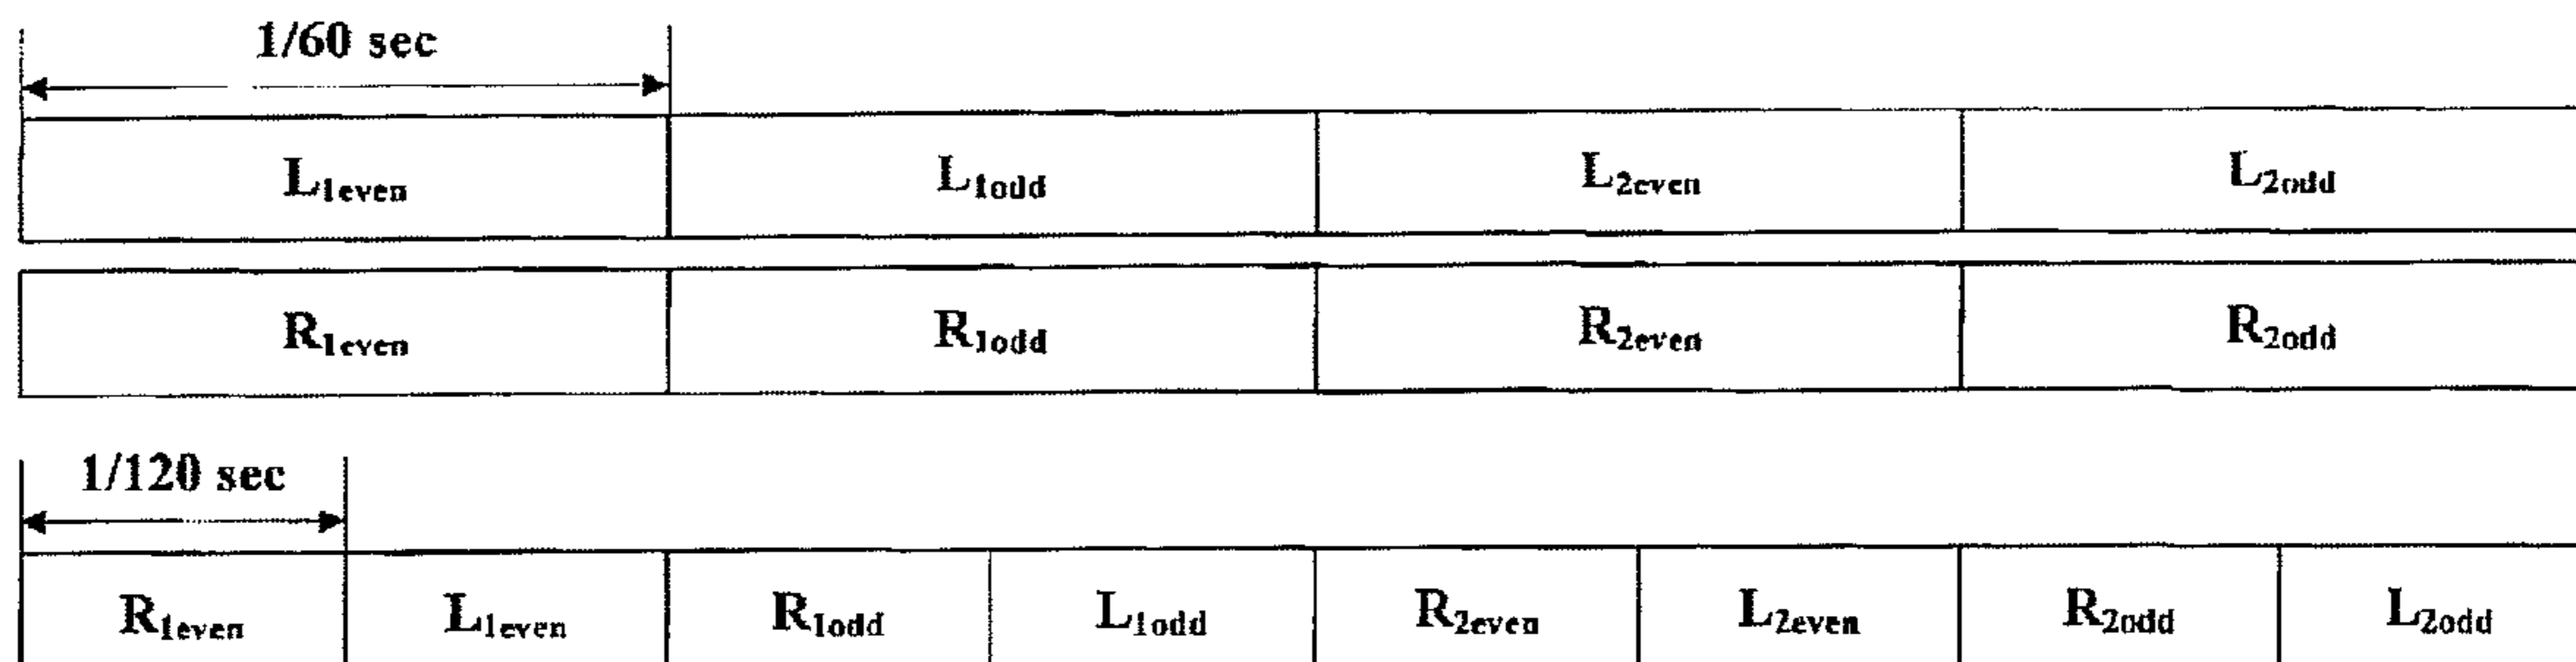 1/60 sec
L1even L1odd L2even L2odd
R1even R1odd R2even R2odd
1/120 sec
R1even L1even R1odd L1odd R2even L2even R2odd L2odd